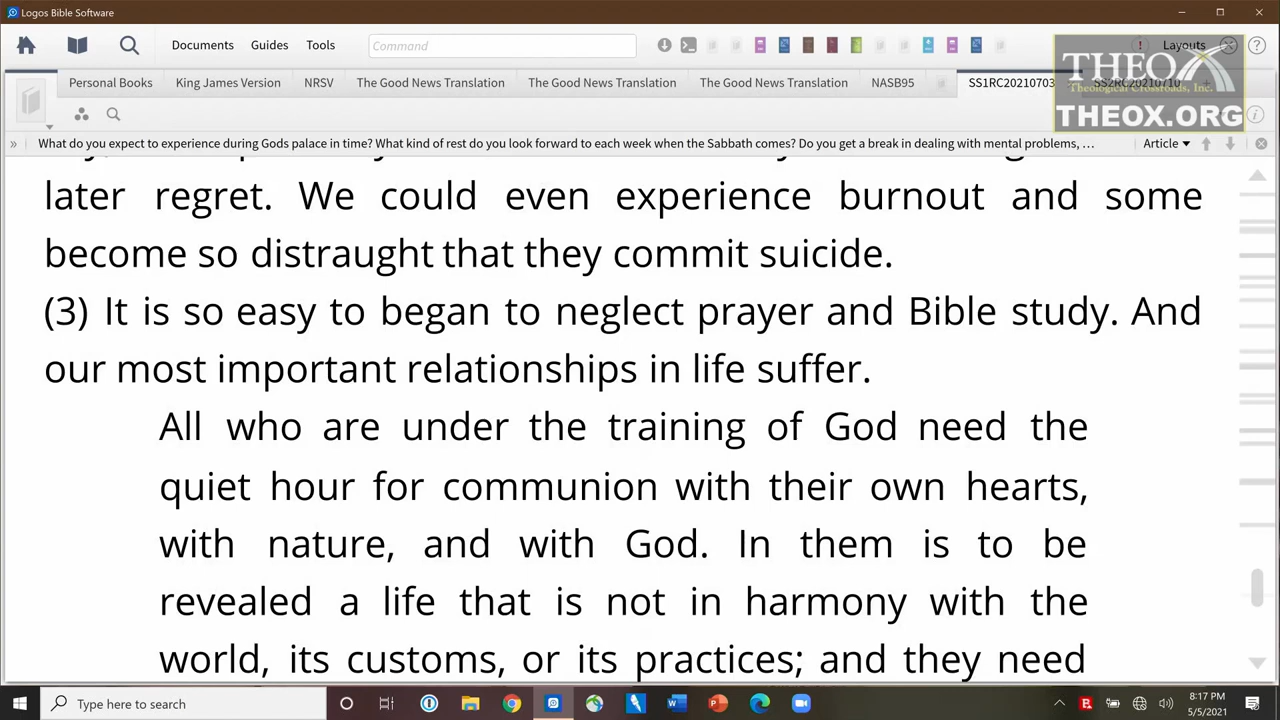 Logos Bible Software
Documents Guides Tools Command Layouts
Personal Books King James Version NRSV The Good News Translation The Good News Translation The Good News Translation NASB95 SS1RC20210703 SS2RC20210710
THEOX
Theological Crossroads, Inc.
THEOX.ORG
What do you expect to experience during Gods palace in time? What kind of rest do you look forward to each week when the Sabbath comes? Do you get a break in dealing with mental problems, ... Article
later regret. We could even experience burnout and some
become so distraught that they commit suicide.
(3) It is so easy to began to neglect prayer and Bible study. And
our most important relationships in life suffer.
All who are under the training of God need the
quiet hour for communion with their own hearts,
with nature, and with God. In them is to be
revealed a life that is not in harmony with the
world, its customs, or its practices; and they need
Type here to search
8:17 PM
5/5/2021